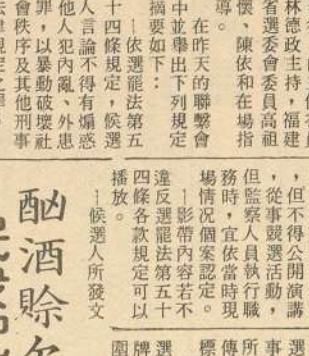 林德政主持，福建
省選委會委員高祖
懷、陳依和在場指
導。
在昨天的聯繫會
中並舉出下列規定
摘要如下：
－依選罷法第五
十四條規定，候選
人言論不得有煽惑
他人犯內亂、外患
罪，以暴動破壞社
會秩序及其他刑事
，但不得公開演講
，從事競選活動，
但監察人員執行職
務時，宜依當時現
場情況個案認定。
－影帶內容若不
違反選罷法第五十
四條各款規定可以
播放。
－候選人所發文
酗酒賒
選
事
所
傳
標
選
牌
圍